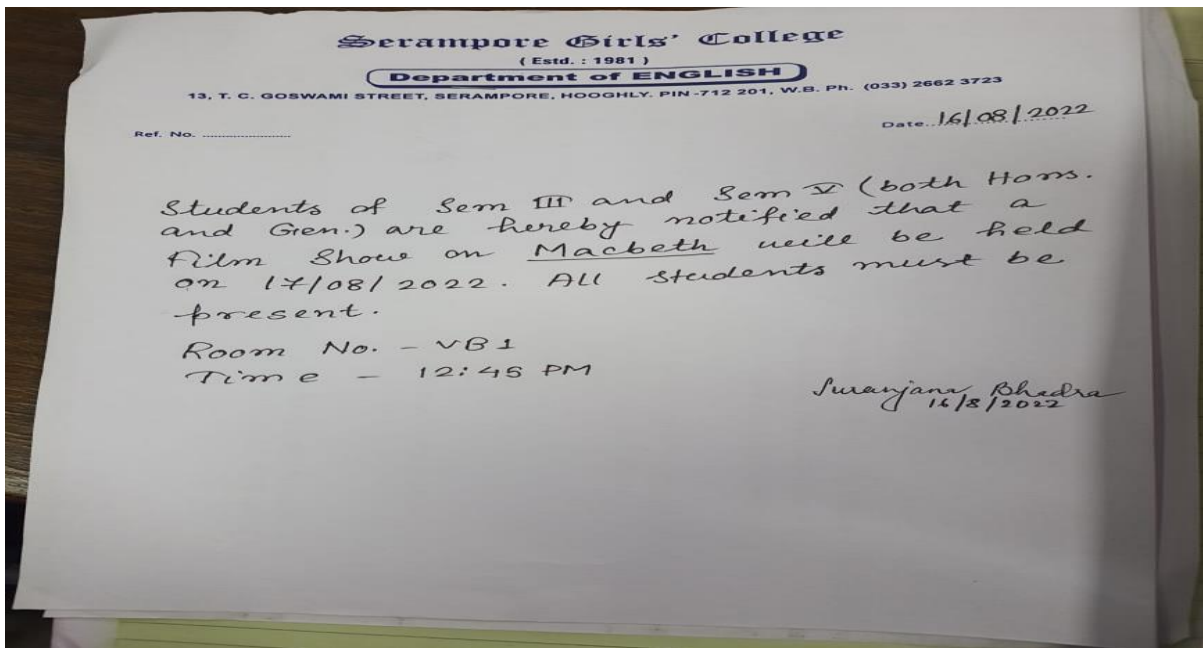 Serampore Girls' College
( Estd. : 1981 )
Department of ENGLISH
13, T. C. GOSWAMI STREET, SERAMPORE, HOOGHLY. PIN -712 201, W.B. Ph. (033) 2662 3723
Ref. No. ........................
Date..16/08/2022
Students of Sem III and Sem V (both Hons.
and Gen.) are hereby notified that a
Film Show on Macbeth will be held
on 17/08/2022. All students must be
present.
Room No. - VB1
Time - 12:45 PM
Suranjana Bhadra
16/8/2022